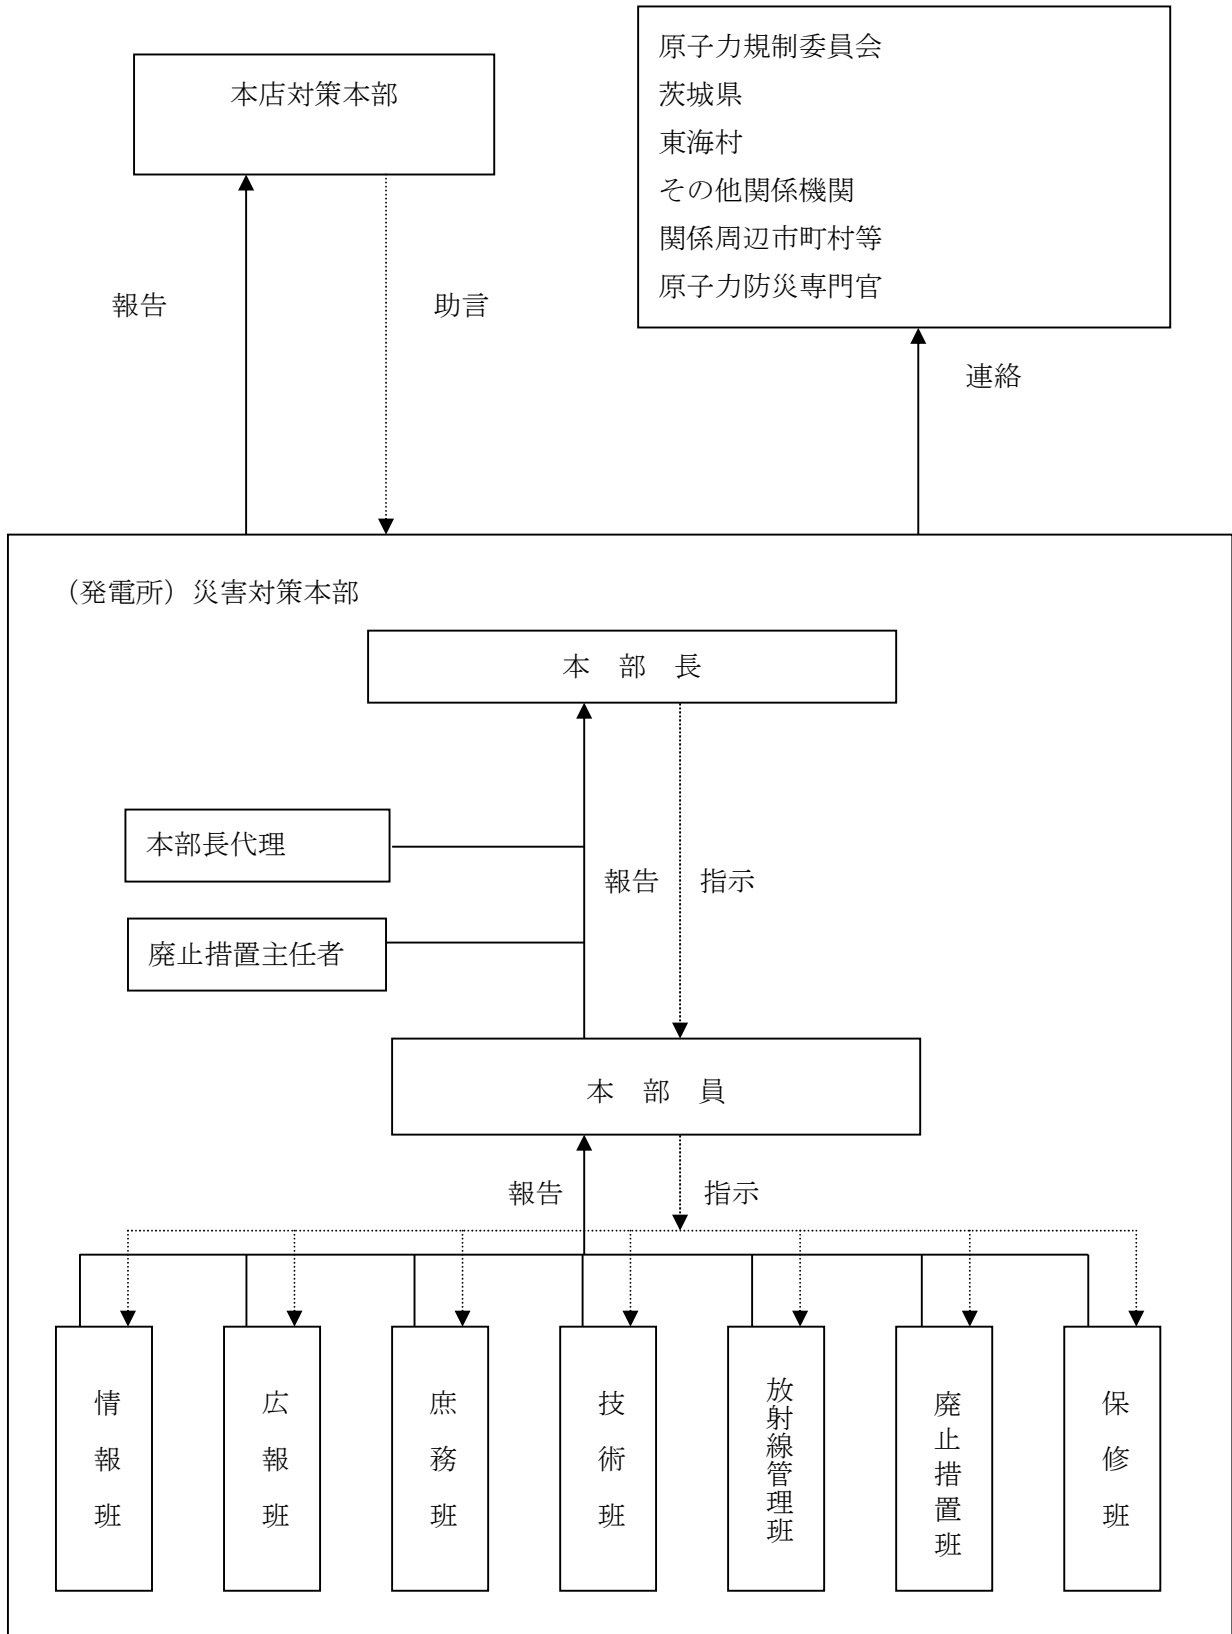 本店対策本部
原子力規制委員会
茨城県
東海村
その他関係機関
関係周辺市町村等
原子力防災専門官
報告
助言
連絡
（発電所）災害対策本部
本部長
本部長代理
報告
指示
廃止措置主任者
本部員
報告
指示
情報班
広報班
庶務班
技術班
放射線管理班
廃止措置班
保修班